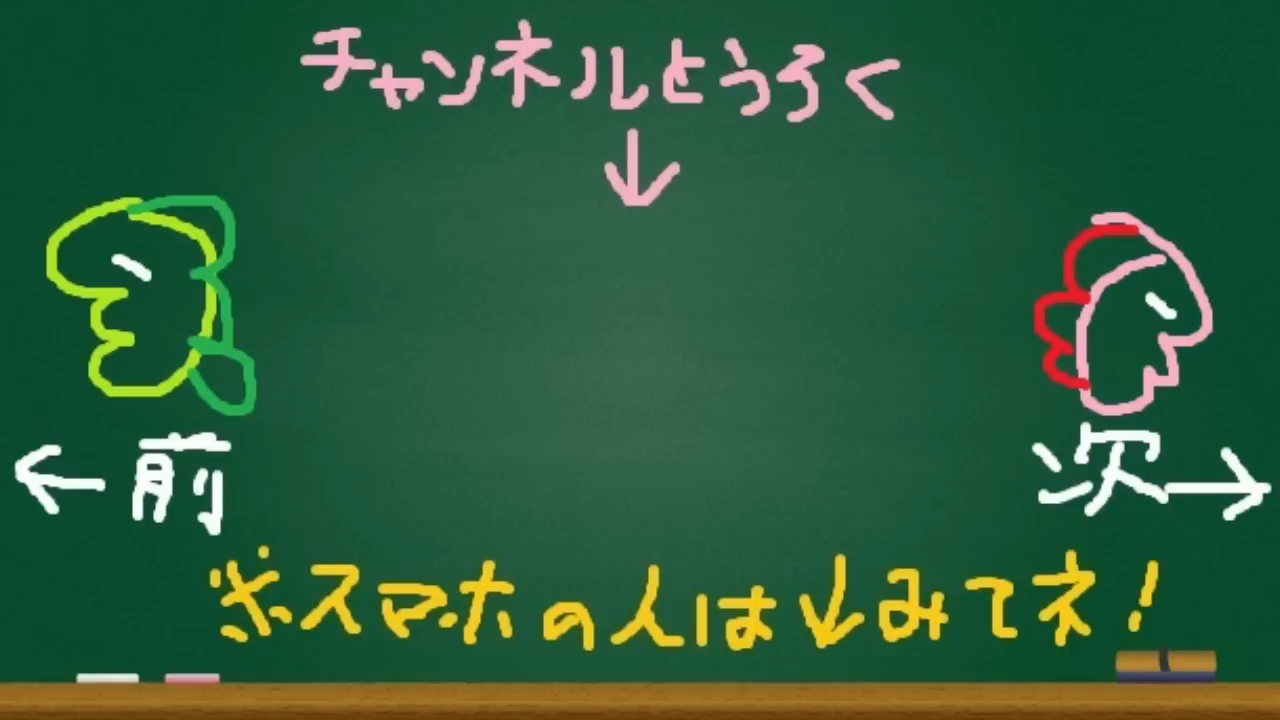 チャンネルとうろく
↓
← 前
次 →
※スマホの人は↓みてネ!